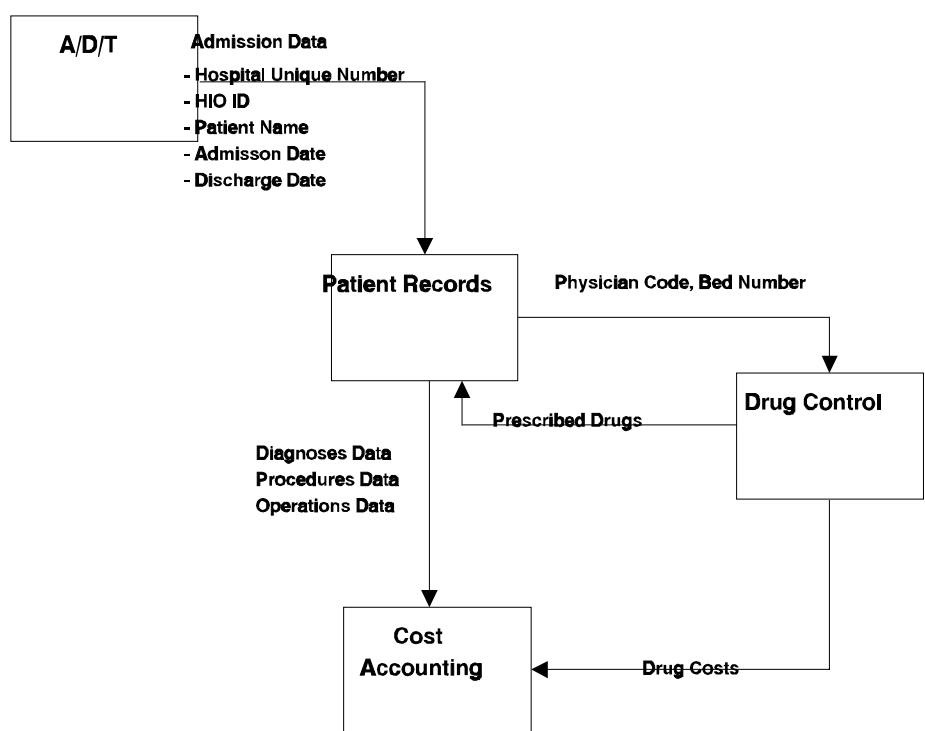 A/D/T
Admission Data
- Hospital Unique Number
- HIO ID
- Patient Name
- Admisson Date
- Discharge Date
Patient Records
Physician Code, Bed Number
Drug Control
Prescribed Drugs
Diagnoses Data
Procedures Data
Operations Data
Cost
Accounting
Drug Costs